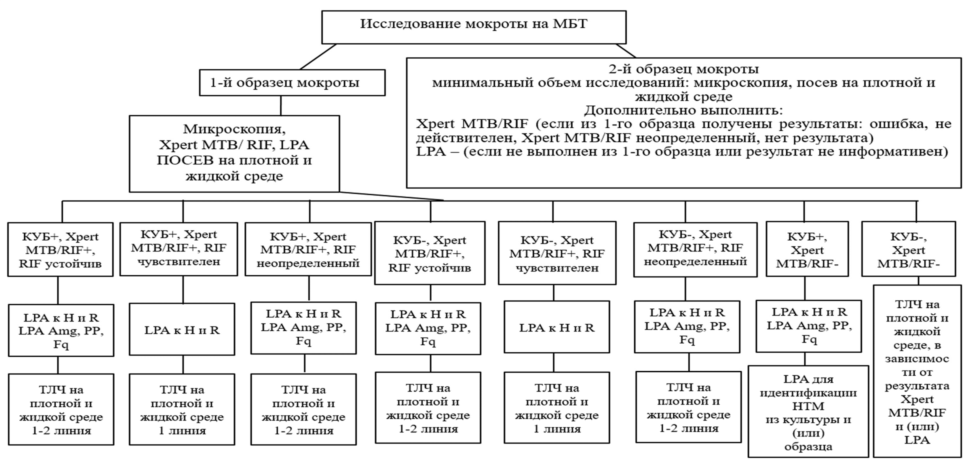 Исследование мокроты на МБТ
1-й образец мокроты
2-й образец мокроты
минимальный объем исследований: микроскопия, посев на плотной и
жидкой среде
Дополнительно выполнить:
Xpert MTB/RIF (если из 1-го образца получены результаты: ошибка, не
действителен, Xpert MTB/RIF неопределенный, нет результата)
LPA – (если не выполнен из 1-го образца или результат не информативен)
Микроскопия,
Xpert MTB/ RIF, LPA
ПОСЕВ на плотной и
жидкой среде
КУБ+, Xpert
MTB/RIF+,
RIF устойчив
КУБ+, Xpert
MTB/RIF+, RIF
чувствителен
КУБ+, Xpert
MTB/RIF+, RIF
неопределенный
КУБ-, Xpert
MTB/RIF+,
RIF устойчив
КУБ-, Xpert
MTB/RIF+, RIF
чувствителен
КУБ-, Xpert
MTB/RIF+, RIF
неопределенный
КУБ+,
Xpert
MTB/RIF-
КУБ-,
Xpert
MTB/RIF-
LPA к H и R
LPA Amg, PP,
Fq
LPA к H и R
LPA к H и R
LPA Amg, PP,
Fq
LPA к H и R
LPA Amg, PP,
Fq
LPA к H и R
LPA к H и R
LPA Amg, PP,
Fq
LPA к H и R
LPA Amg, PP,
Fq
ТЛЧ на
плотной и
жидкой
среде, в
зависимос
ти от
результата
Xpert
MTB/RIF
и (или)
LPA
ТЛЧ на
плотной и
жидкой среде
1-2 линия
ТЛЧ на
плотной и
жидкой среде
1 линия
ТЛЧ на
плотной и
жидкой среде
1-2 линия
ТЛЧ на
плотной и
жидкой среде
1-2 линия
ТЛЧ на
плотной и
жидкой среде
1 линия
ТЛЧ на
плотной и
жидкой среде
1-2 линия
LPA для
идентификации
НТМ
из культуры и
(или)
образца